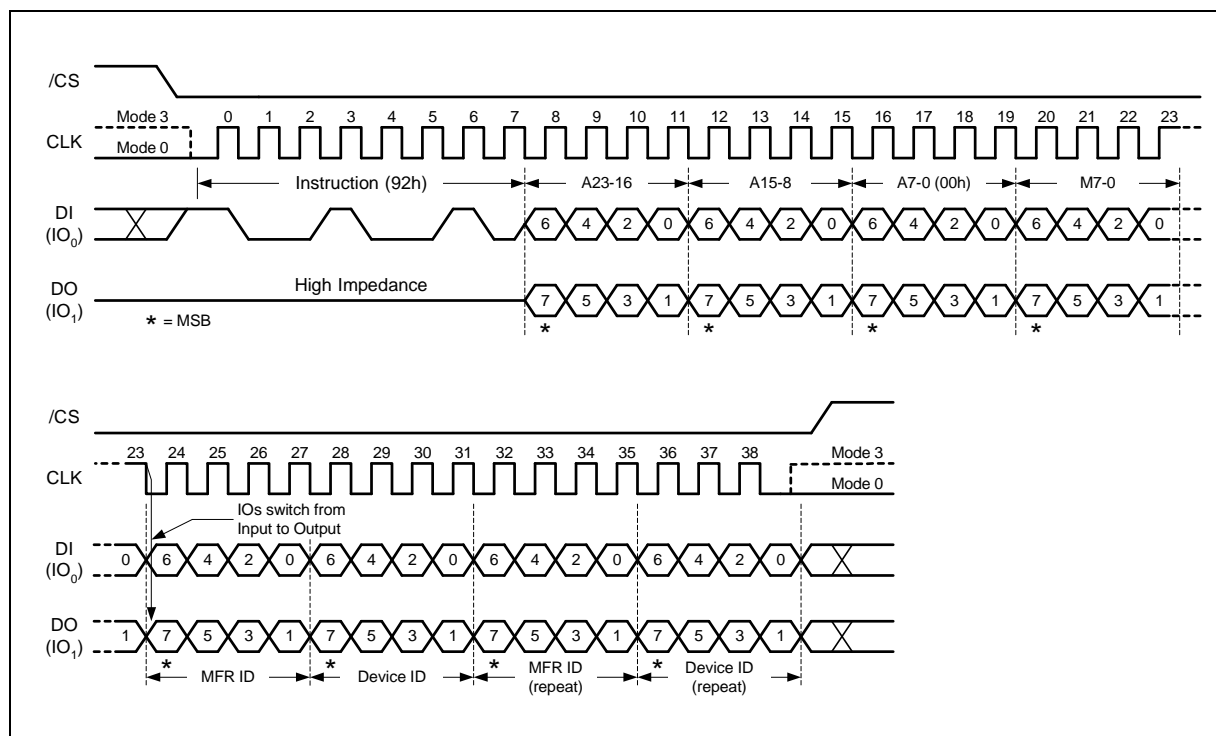 /CS
Mode 3 0 1 2 3 4 5 6 7 8 9 10 11 12 13 14 15 16 17 18 19 20 21 22 23
CLK
Mode 0
Instruction (92h) A23-16 A15-8 A7-0 (00h) M7-0
DI
(IO0) 6 4 2 0 6 4 2 0 6 4 2 0 6 4 2 0
High Impedance
DO
(IO1) 7 5 3 1 7 5 3 1 7 5 3 1 7 5 3 1
* = MSB * * * *
/CS
23 24 25 26 27 28 29 30 31 32 33 34 35 36 37 38 Mode 3
CLK
Mode 0
IOs switch from
Input to Output
DI
(IO0) 0 6 4 2 0 6 4 2 0 6 4 2 0 6 4 2 0
DO
(IO1) 1 7 5 3 1 7 5 3 1 7 5 3 1 7 5 3 1
* * * *
MFR ID Device ID MFR ID (repeat) Device ID (repeat)